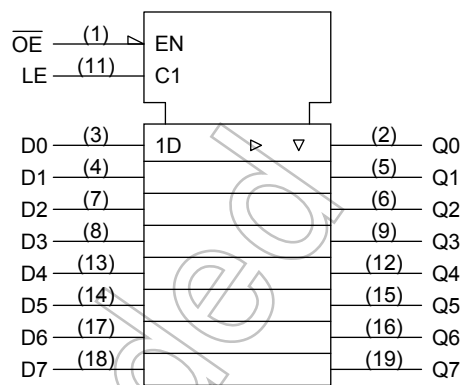 OE (1) EN
LE (11) C1
D0 (3) 1D (2) Q0
D1 (4) (5) Q1
D2 (7) (6) Q2
D3 (8) (9) Q3
D4 (13) (12) Q4
D5 (14) (15) Q5
D6 (17) (16) Q6
D7 (18) (19) Q7
ded